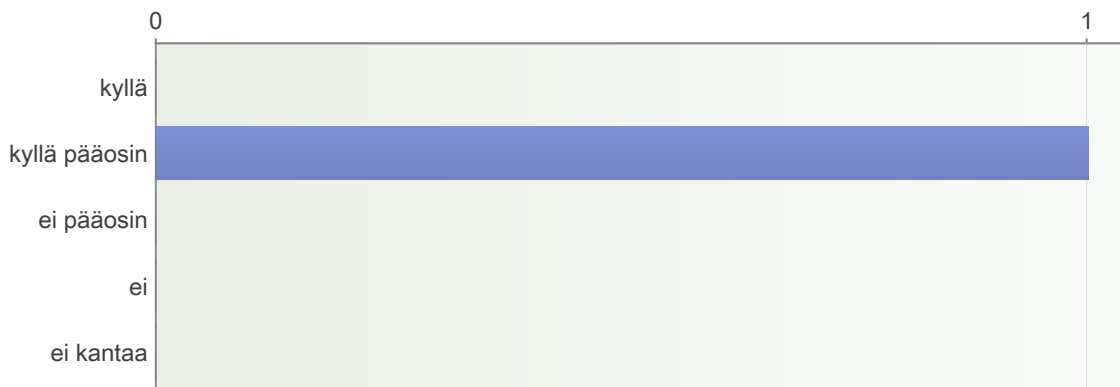 0 1
kyllä
kyllä pääosin
ei pääosin
ei
ei kantaa